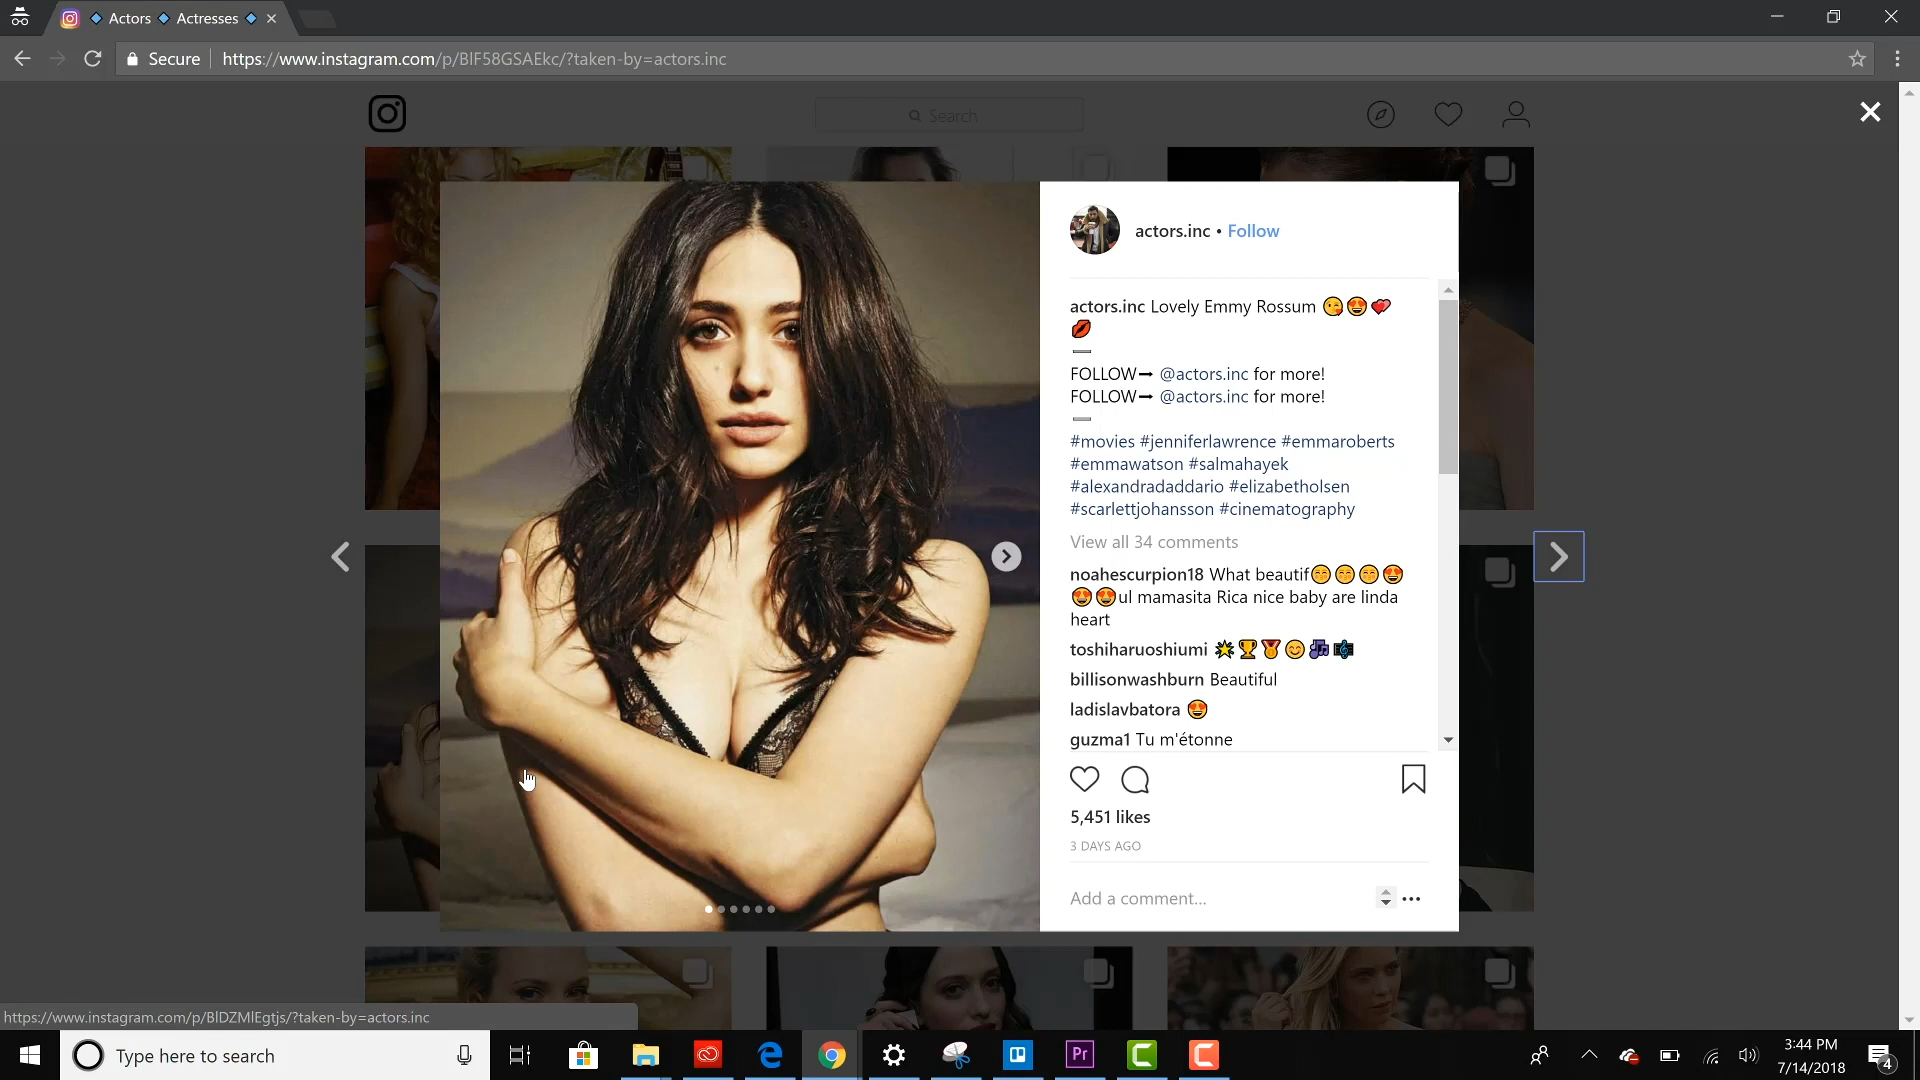 Actors Actresses
Secure https://www.instagram.com/p/BlF58GSAEkc/?taken-by=actors.inc
Search
actors.inc • Follow
actors.inc Lovely Emmy Rossum 😘😍💕
💋
—
FOLLOW➞ @actors.inc for more!
FOLLOW➞ @actors.inc for more!
—
#movies #jenniferlawrence #emmaroberts
#emmawatson #salmahayek
#alexandradaddario #elizabetholsen
#scarlettjohansson #cinematography
View all 34 comments
noahescurpion18 What beautif😊😊😊😍
😍😍ul mamasita Rica nice baby are linda
heart
toshiharuoshiumi 🌟🏆🏅😊🎶🎼
billisonwashburn Beautiful
ladislavbatora 😍
guzma1 Tu m'étonne
5,451 likes
3 DAYS AGO
Add a comment...
https://www.instagram.com/p/BlDZMlEgtjs/?taken-by=actors.inc
Type here to search
Pr
3:44 PM
7/14/2018
4